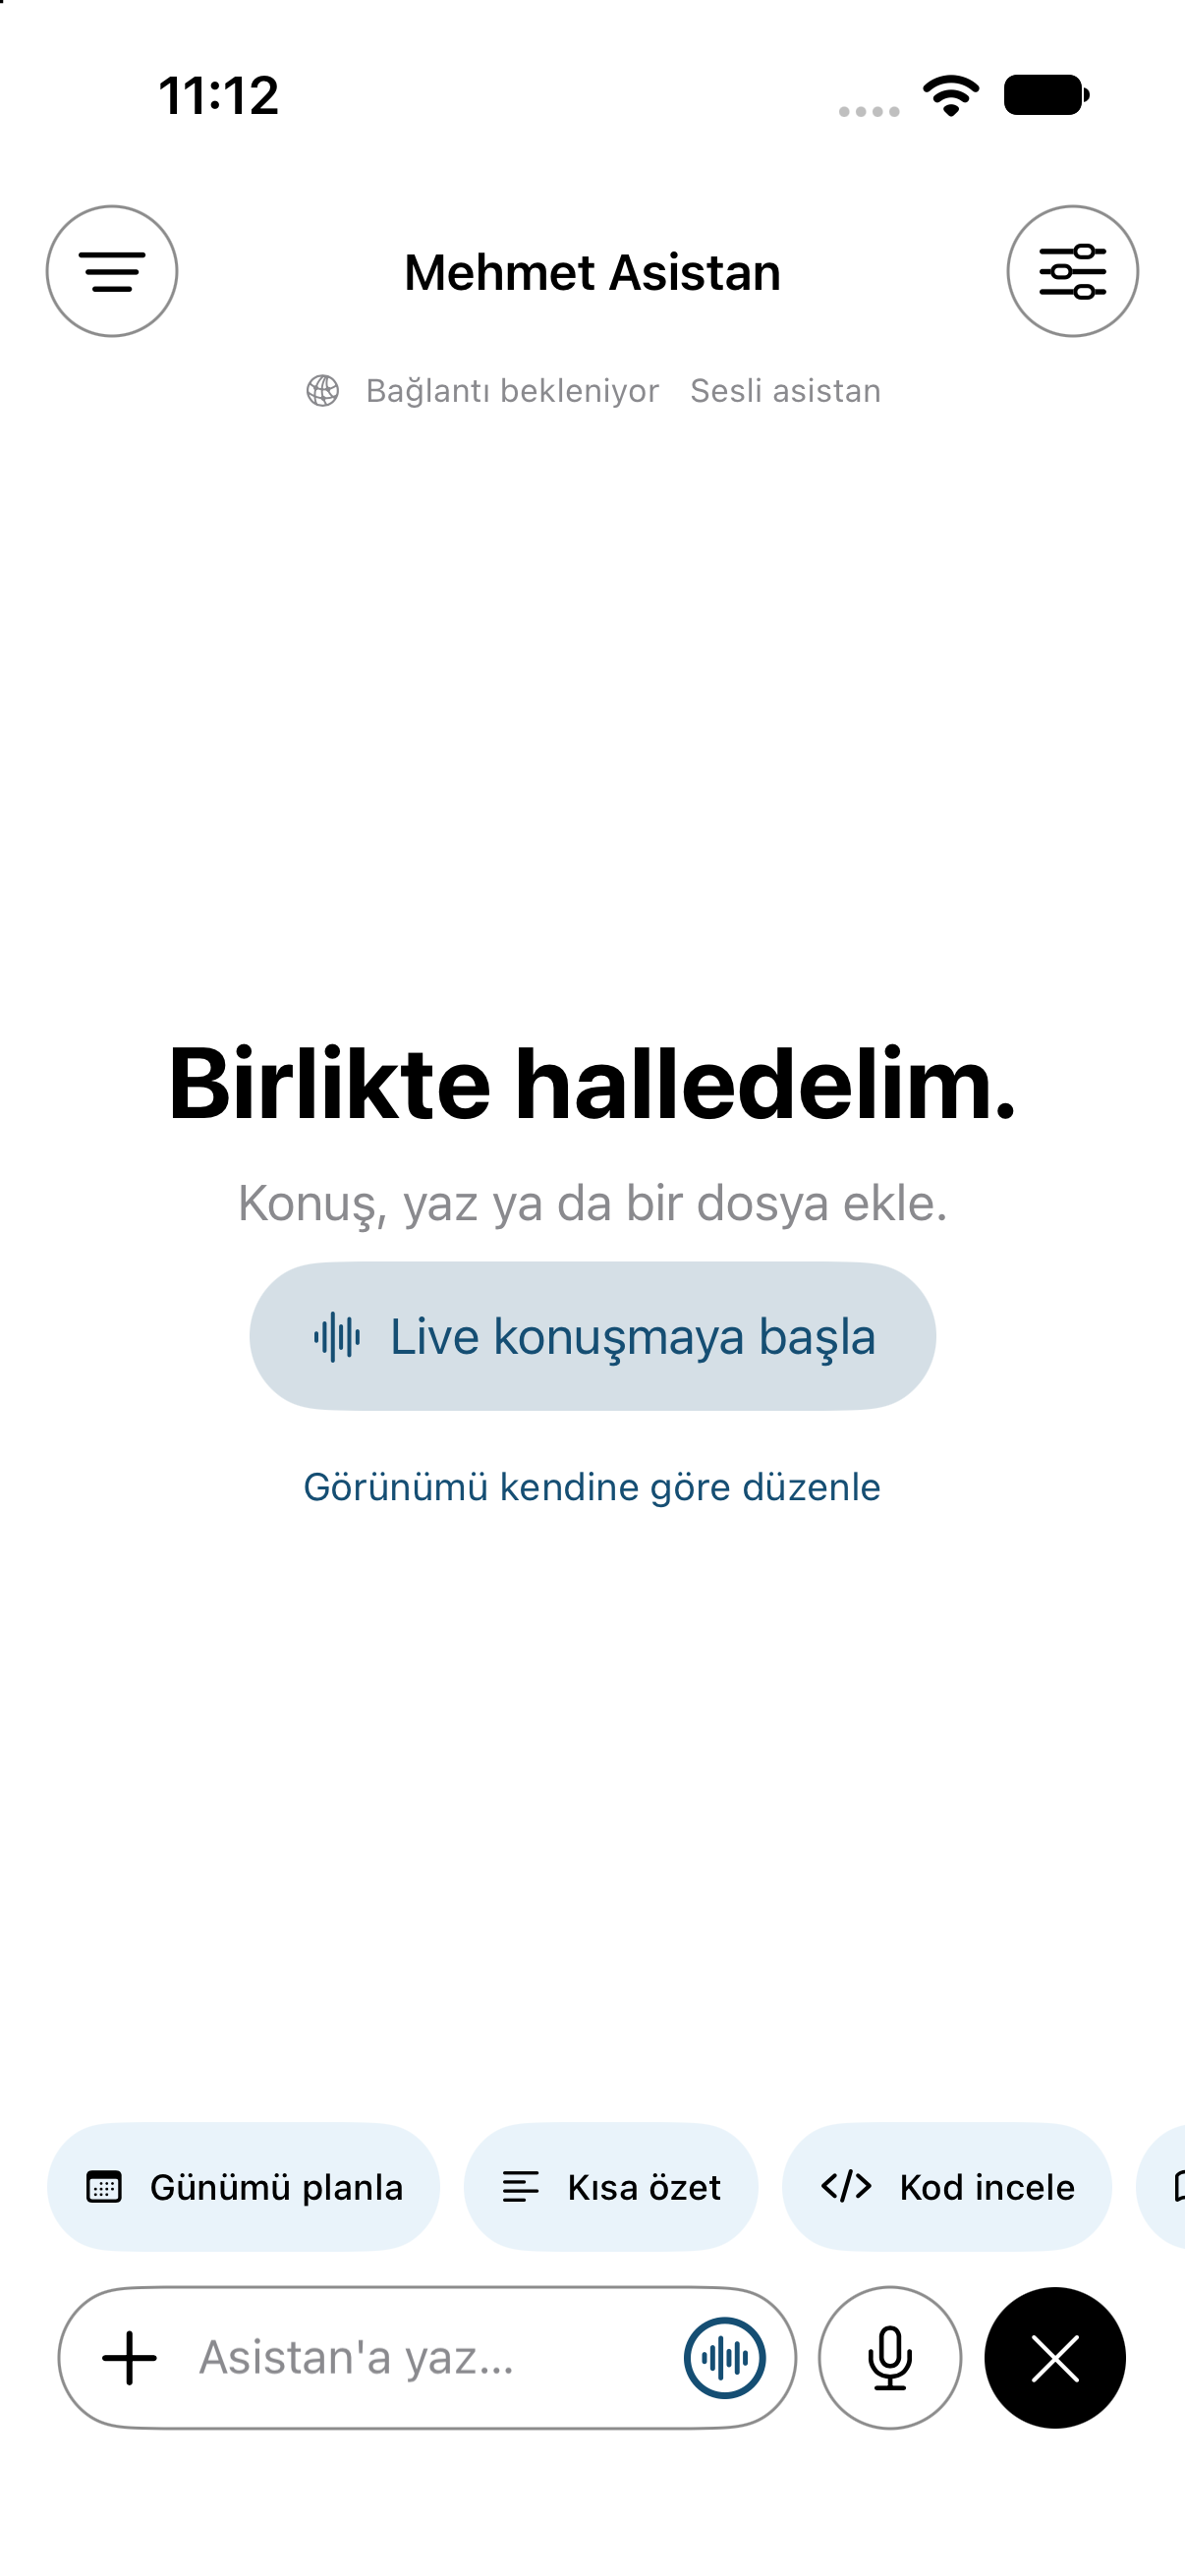 11:12
Mehmet Asistan
Bağlantı bekleniyor Sesli asistan
Birlikte halledelim.
Konuş, yaz ya da bir dosya ekle.
Live konuşmaya başla
Görünümü kendine göre düzenle
Günümü planla Kısa özet </> Kod incele
Asistan'a yaz...